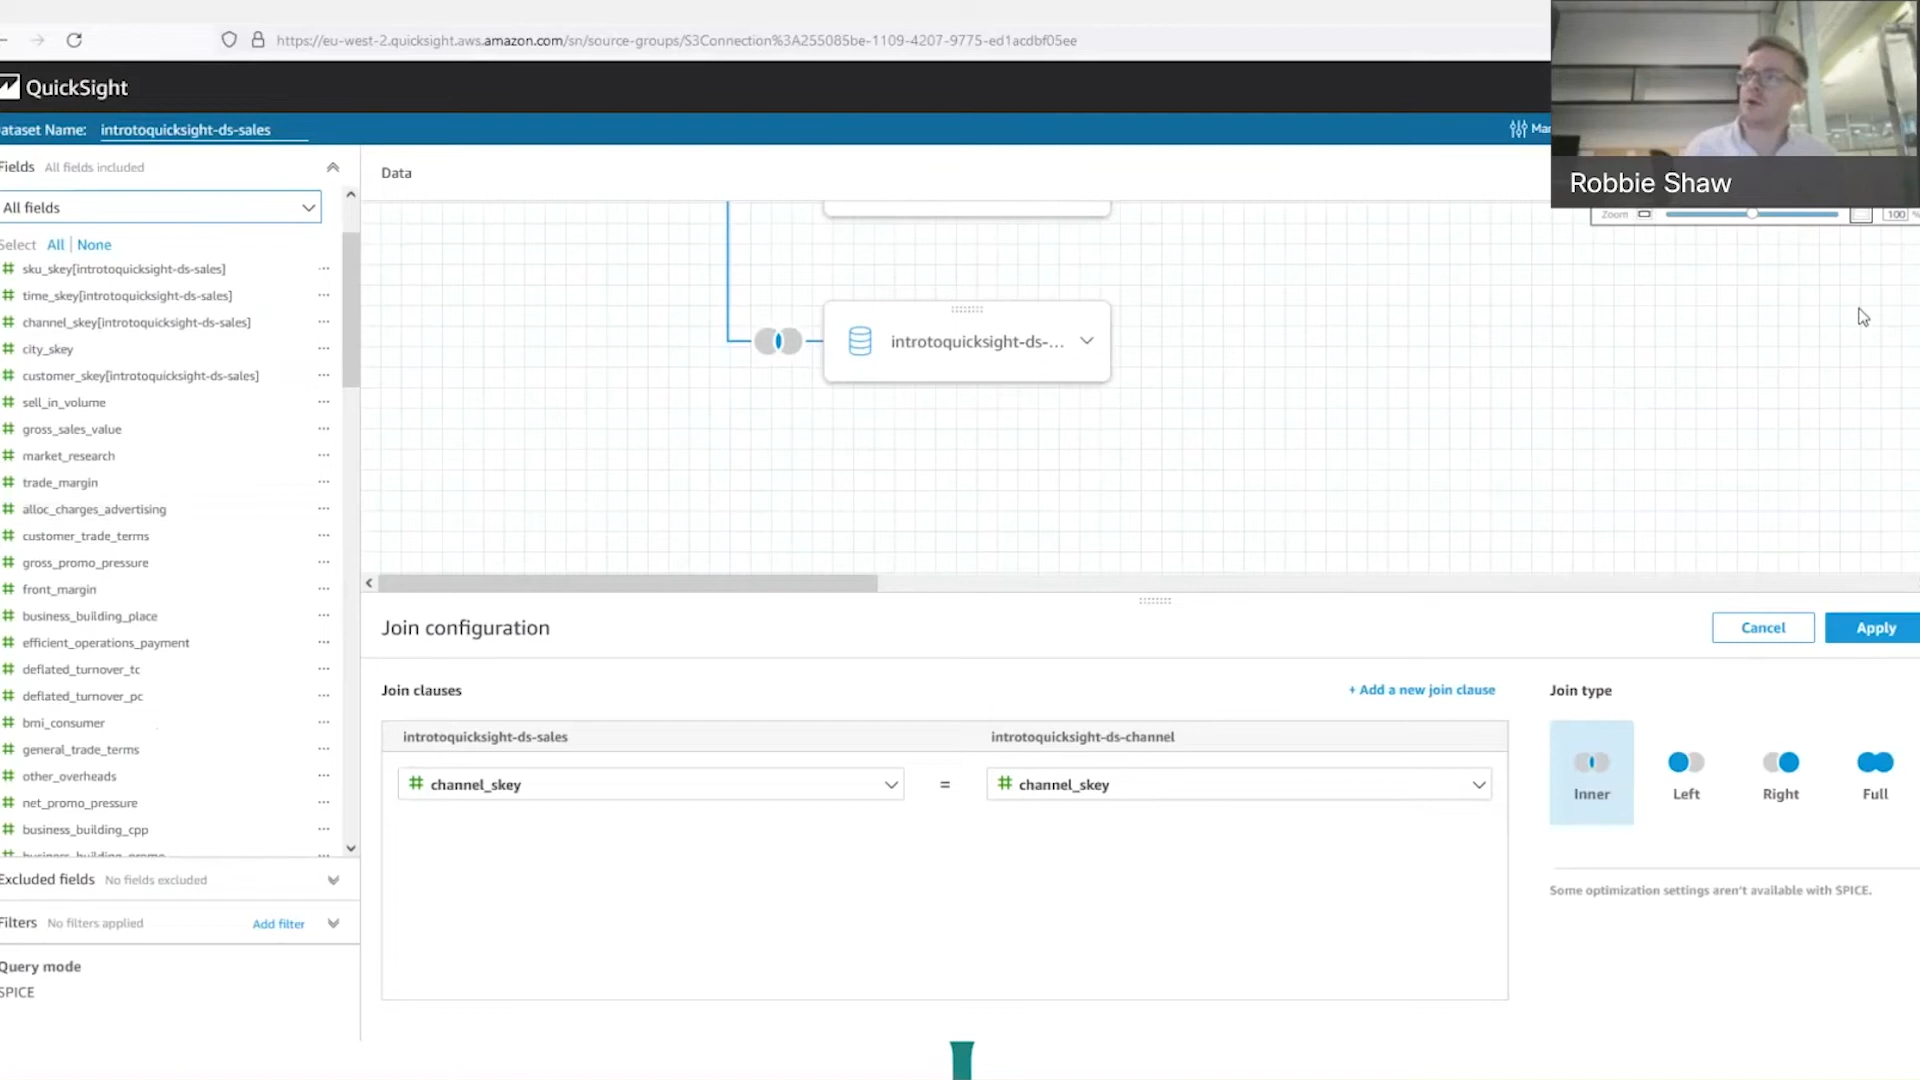 https://eu-west-2.quicksight.aws.amazon.com/sn/source-groups/S3Connection%3A255085be-1109-4207-9775-ed1acdbf05ee
QuickSight
ataset Name: introtoquicksight-ds-sales
Mar
Robbie Shaw
Fields All fields included
Data
All fields
Zoom 100 %
Select All | None
sku_skey[introtoquicksight-ds-sales]
time_skey[introtoquicksight-ds-sales]
channel_skey[introtoquicksight-ds-sales]
city_skey
introtoquicksight-ds-...
customer_skey[introtoquicksight-ds-sales]
sell_in_volume
gross_sales_value
market_research
trade_margin
alloc_charges_advertising
customer_trade_terms
gross_promo_pressure
front_margin
business_building_place
efficient_operations_payment
deflated_turnover_tc
deflated_turnover_pc
bmi_consumer
general_trade_terms
other_overheads
net_promo_pressure
business_building_cpp
business_building_promo
Excluded fields No fields excluded
Filters No filters applied Add filter
Query mode
SPICE
Join configuration
Cancel
Apply
Join clauses
+ Add a new join clause
Join type
introtoquicksight-ds-sales
introtoquicksight-ds-channel
channel_skey = channel_skey
Inner
Left
Right
Full
Some optimization settings aren't available with SPICE.